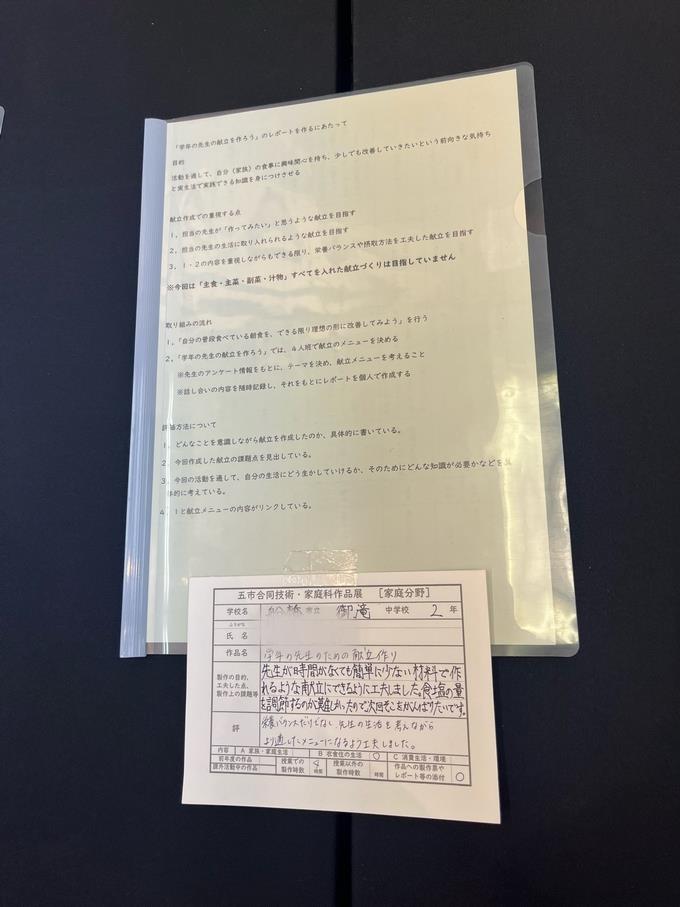 「学年の先生の献立を作ろう」のレポートを作るにあたって
目的
活動を通して、自分（家族）の食事に興味関心を持ち、少しでも改善していきたいという前向きな気持ち
と実生活で実践できる知識を身につけさせる
献立作成での重視する点
１，担当の先生が「作ってみたい」と思うような献立を目指す
２，担当の先生の生活に取り入れられるような献立を目指す
３，１・２の内容を重視しながらもできる限り、栄養バランスや摂取方法を工夫した献立を目指す
※今回は「主食・主菜・副菜・汁物」すべてを入れた献立づくりは目指していません
取り組みの流れ
１，「自分の普段食べている朝食を、できる限り理想の形に改善してみよう」を行う
２，「学年の先生の献立を作ろう」では、４人班で献立のメニューを決める
※先生のアンケート情報をもとに、テーマを決め、献立メニューを考えること
※話し合いの内容を随時記録し、それをもとにレポートを個人で作成する
評価方法について
１，どんなことを意識しながら献立を作成したのか、具体的に書いている。
２，今回作成した献立の課題点を見出している。
３，今回の活動を通して、自分の生活にどう生かしていけるか、そのためにどんな知識が必要かなどを具
体的に考えている。
４，１と献立メニューの内容がリンクしている。
五市合同技術・家庭科作品展 ［家庭分野］
学校名 船橋 市立 御滝 中学校 2 年
ふりがな
氏名
作品名 学年の先生のための献立作り
製作の目的、工夫した点、製作上の課題等
先生が時間がなくても簡単に少ない材料で作
れるような献立にできるように工夫しました。食塩の量
を調節するのが難しかったので次回そこをがんばりたいです。
評 栄養バランスだけでなく、先生の生活も考えながら
より適したメニューになるよう工夫しました。
内容 A 家族・家庭生活 B 衣食住の生活 ○ C 消費生活・環境
前年度の作品 課外活動中の作品 授業での製作時数 4 時間 授業以外の製作時数 時間 作品への製作票やレポート等の添付 ○